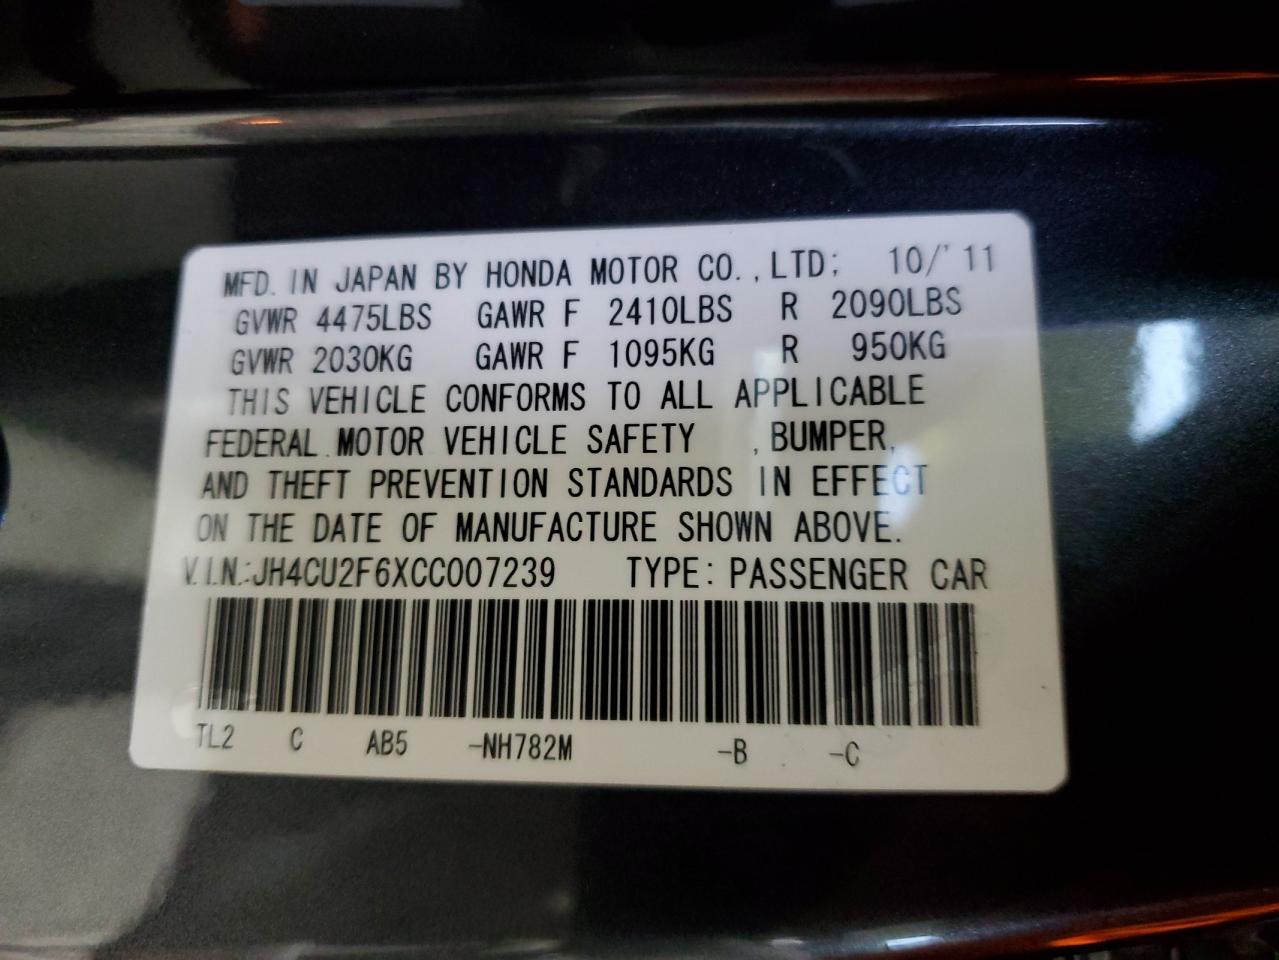 MFD. IN JAPAN BY HONDA MOTOR CO., LTD; 10/'11
GVWR 4475LBS GAWR F 2410LBS R 2090LBS
GVWR 2030KG GAWR F 1095KG R 950KG
THIS VEHICLE CONFORMS TO ALL APPLICABLE
FEDERAL MOTOR VEHICLE SAFETY , BUMPER,
AND THEFT PREVENTION STANDARDS IN EFFECT
ON THE DATE OF MANUFACTURE SHOWN ABOVE.
V.I.N.:JH4CU2F6XCC007239 TYPE: PASSENGER CAR
TL2 C AB5 -NH782M -B -C